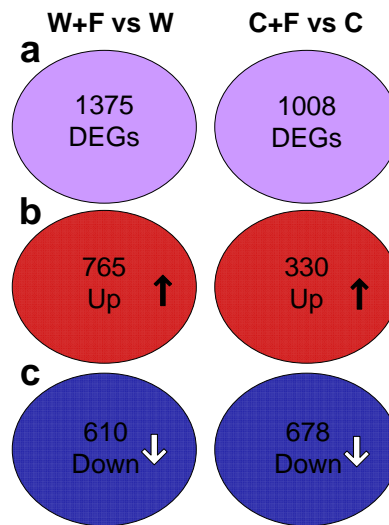 W+F vs W C+F vs C
a
1375 1008
DEGs DEGs
b
765 330
Up Up
c
610 678
Down Down